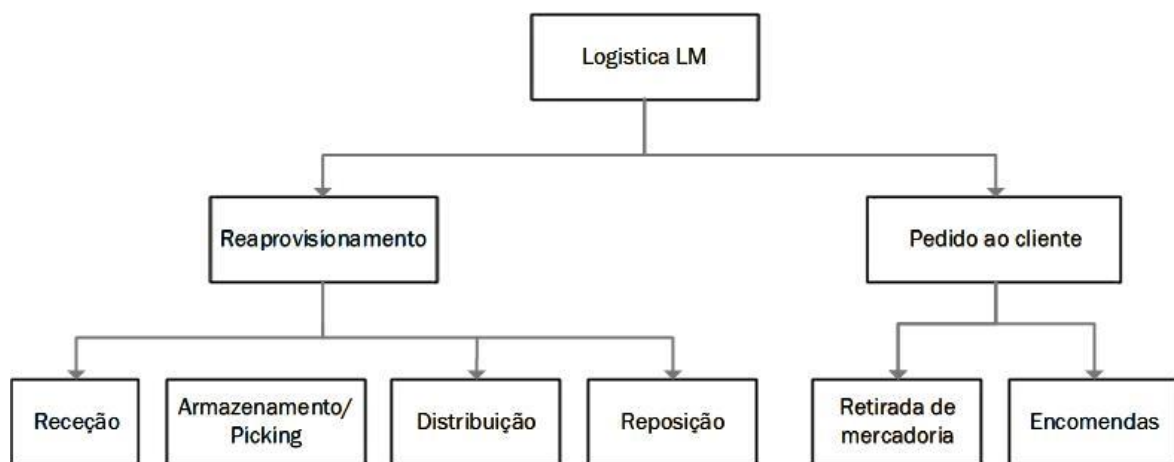 Logistica LM
Reaprovisionamento
Pedido ao cliente
Receção
Armazenamento/
Picking
Distribuição
Reposição
Retirada de
mercadoria
Encomendas